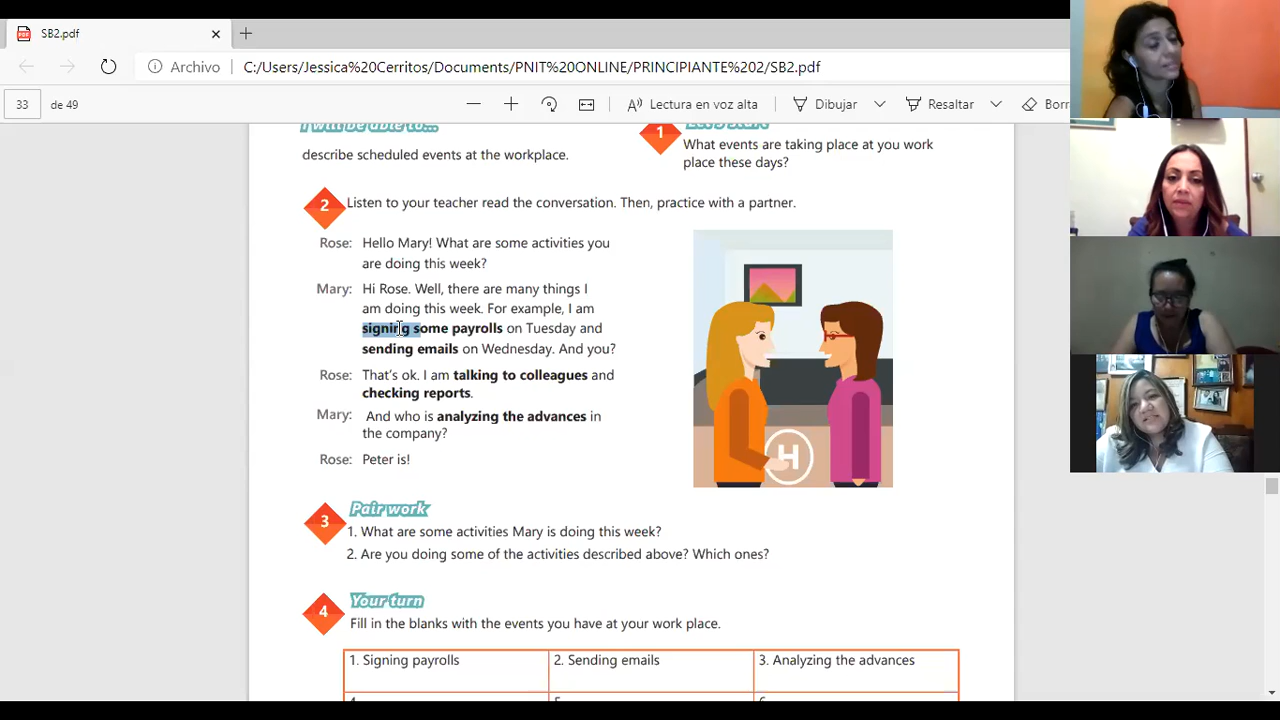 SB2.pdf
Archivo
C:/Users/Jessica%20Cerritos/Documents/PNIT%20ONLINE/PRINCIPIANTE%202/SB2.pdf
33
de 49
Lectura en voz alta
Dibujar
Resaltar
Borr
I will be able to...
1
Let's start
describe scheduled events at the workplace.
What events are taking place at you work
place these days?
2
Listen to your teacher read the conversation. Then, practice with a partner.
Rose: Hello Mary! What are some activities you
are doing this week?
Mary: Hi Rose. Well, there are many things I
am doing this week. For example, I am
signing some payrolls on Tuesday and
sending emails on Wednesday. And you?
Rose: That's ok. I am talking to colleagues and
checking reports.
Mary: And who is analyzing the advances in
the company?
Rose: Peter is!
H
3
Pair work
1. What are some activities Mary is doing this week?
2. Are you doing some of the activities described above? Which ones?
4
Your turn
Fill in the blanks with the events you have at your work place.
1. Signing payrolls
2. Sending emails
3. Analyzing the advances